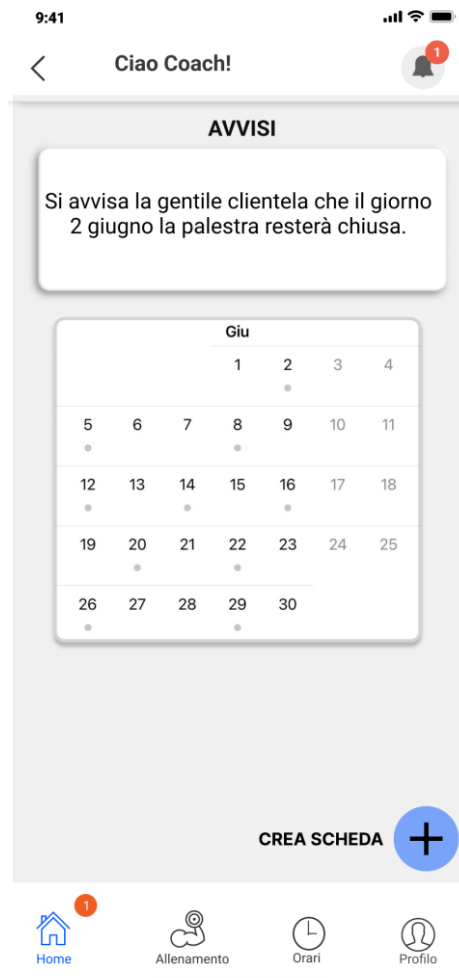 9:41
Ciao Coach!
1
AVVISI
Si avvisa la gentile clientela che il giorno
2 giugno la palestra resterà chiusa.
Giu
1 2 3 4
5 6 7 8 9 10 11
12 13 14 15 16 17 18
19 20 21 22 23 24 25
26 27 28 29 30
CREA SCHEDA
1
Home Allenamento Orari Profilo